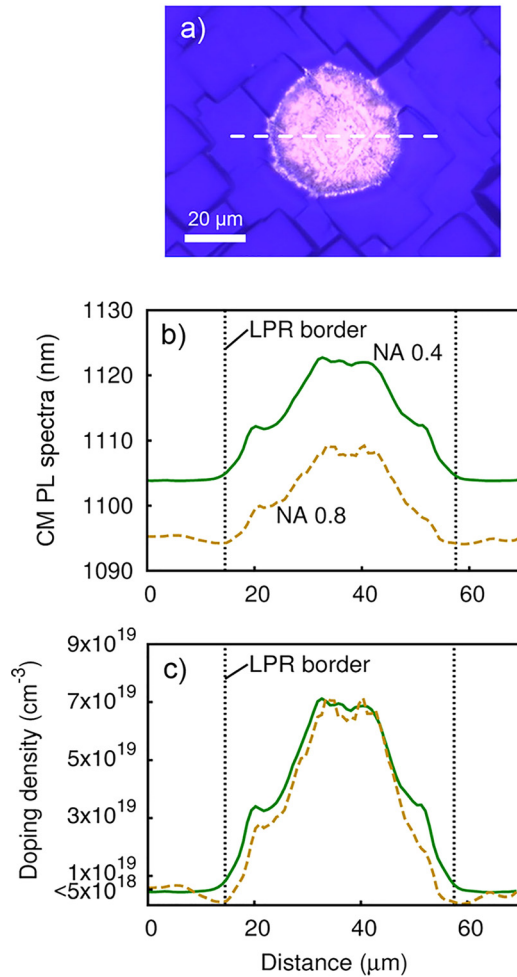 a)
20 µm
1130
b)
LPR border
NA 0.4
1120
CM PL spectra (nm)
1110
1100
NA 0.8
1090
0
20
40
60
9x10^19
c)
LPR border
7x10^19
Doping density (cm^-3)
5x10^19
3x10^19
1x10^19
<5x10^18
0
20
40
60
Distance (µm)